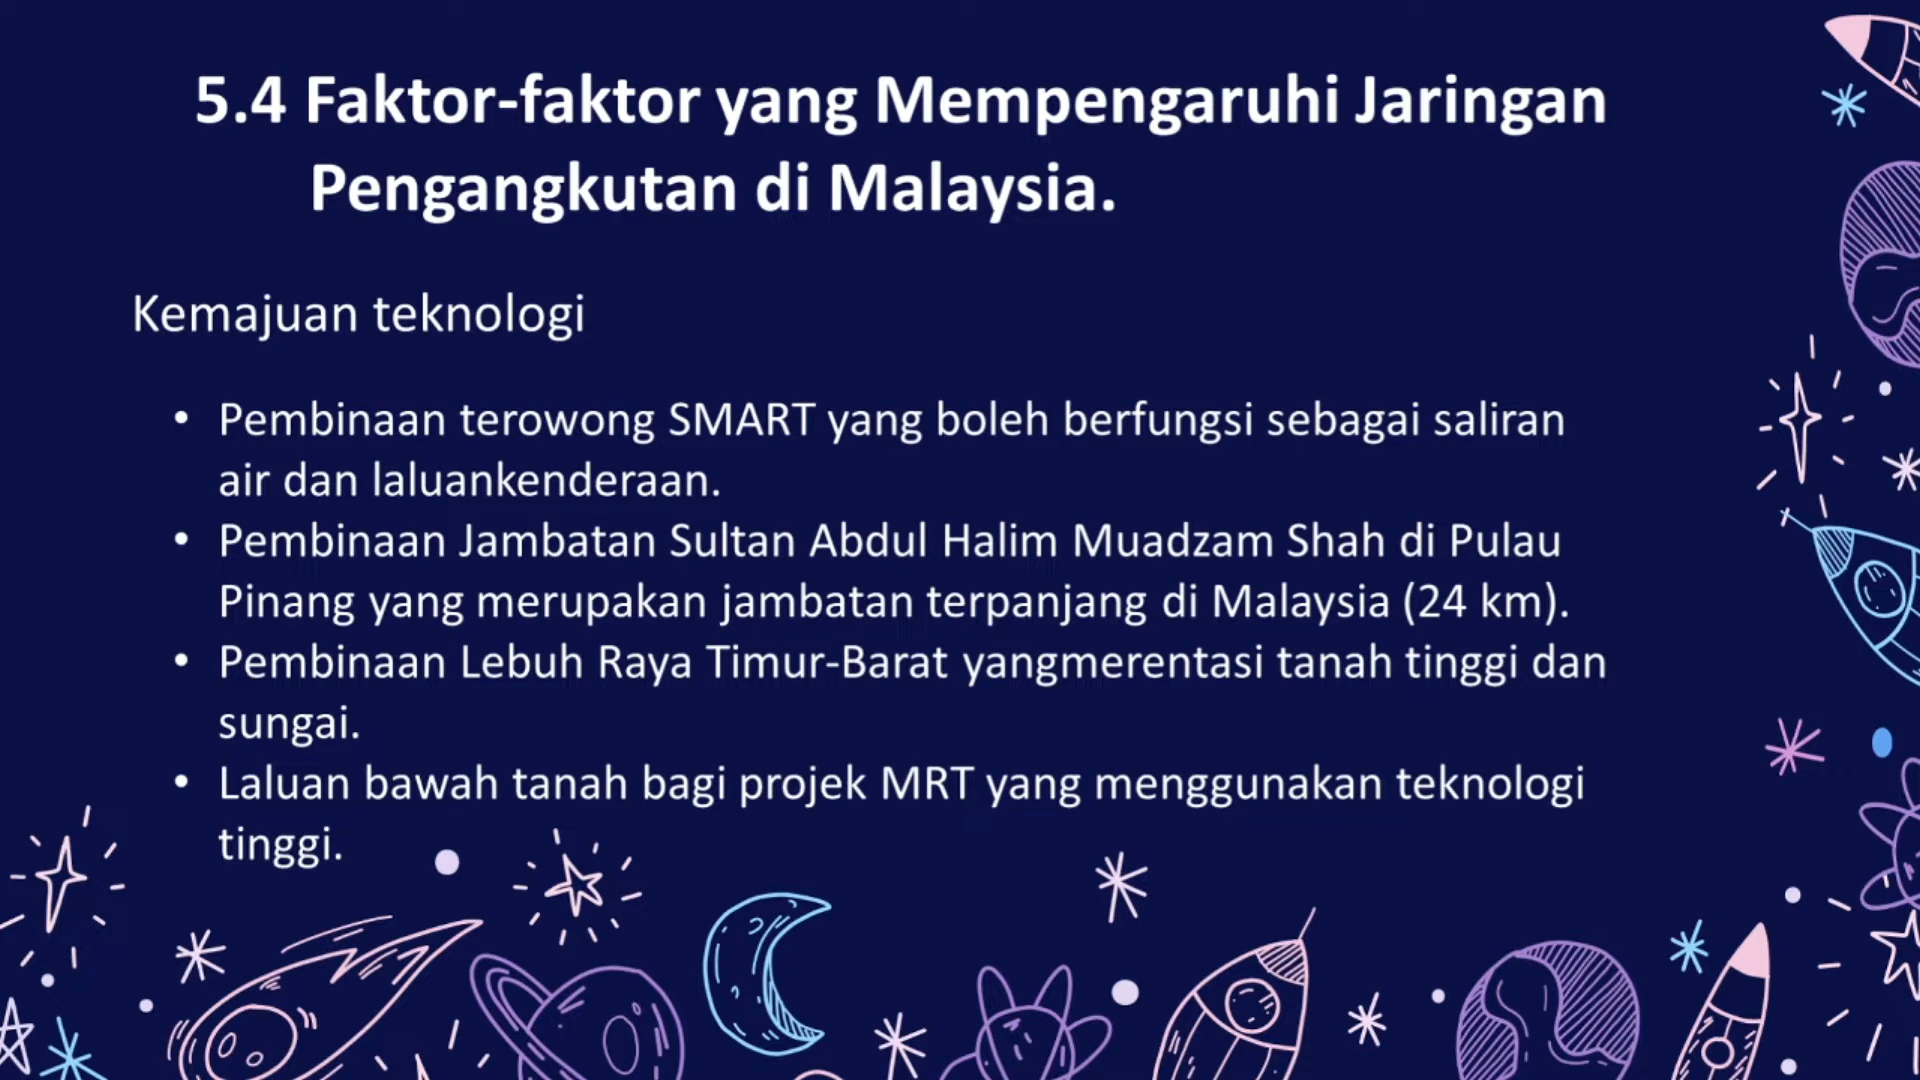 5.4 Faktor-faktor yang Mempengaruhi Jaringan
Pengangkutan di Malaysia.
Kemajuan teknologi
• Pembinaan terowong SMART yang boleh berfungsi sebagai saliran
air dan laluankenderaan.
• Pembinaan Jambatan Sultan Abdul Halim Muadzam Shah di Pulau
Pinang yang merupakan jambatan terpanjang di Malaysia (24 km).
• Pembinaan Lebuh Raya Timur-Barat yangmerentasi tanah tinggi dan
sungai.
• Laluan bawah tanah bagi projek MRT yang menggunakan teknologi
tinggi.